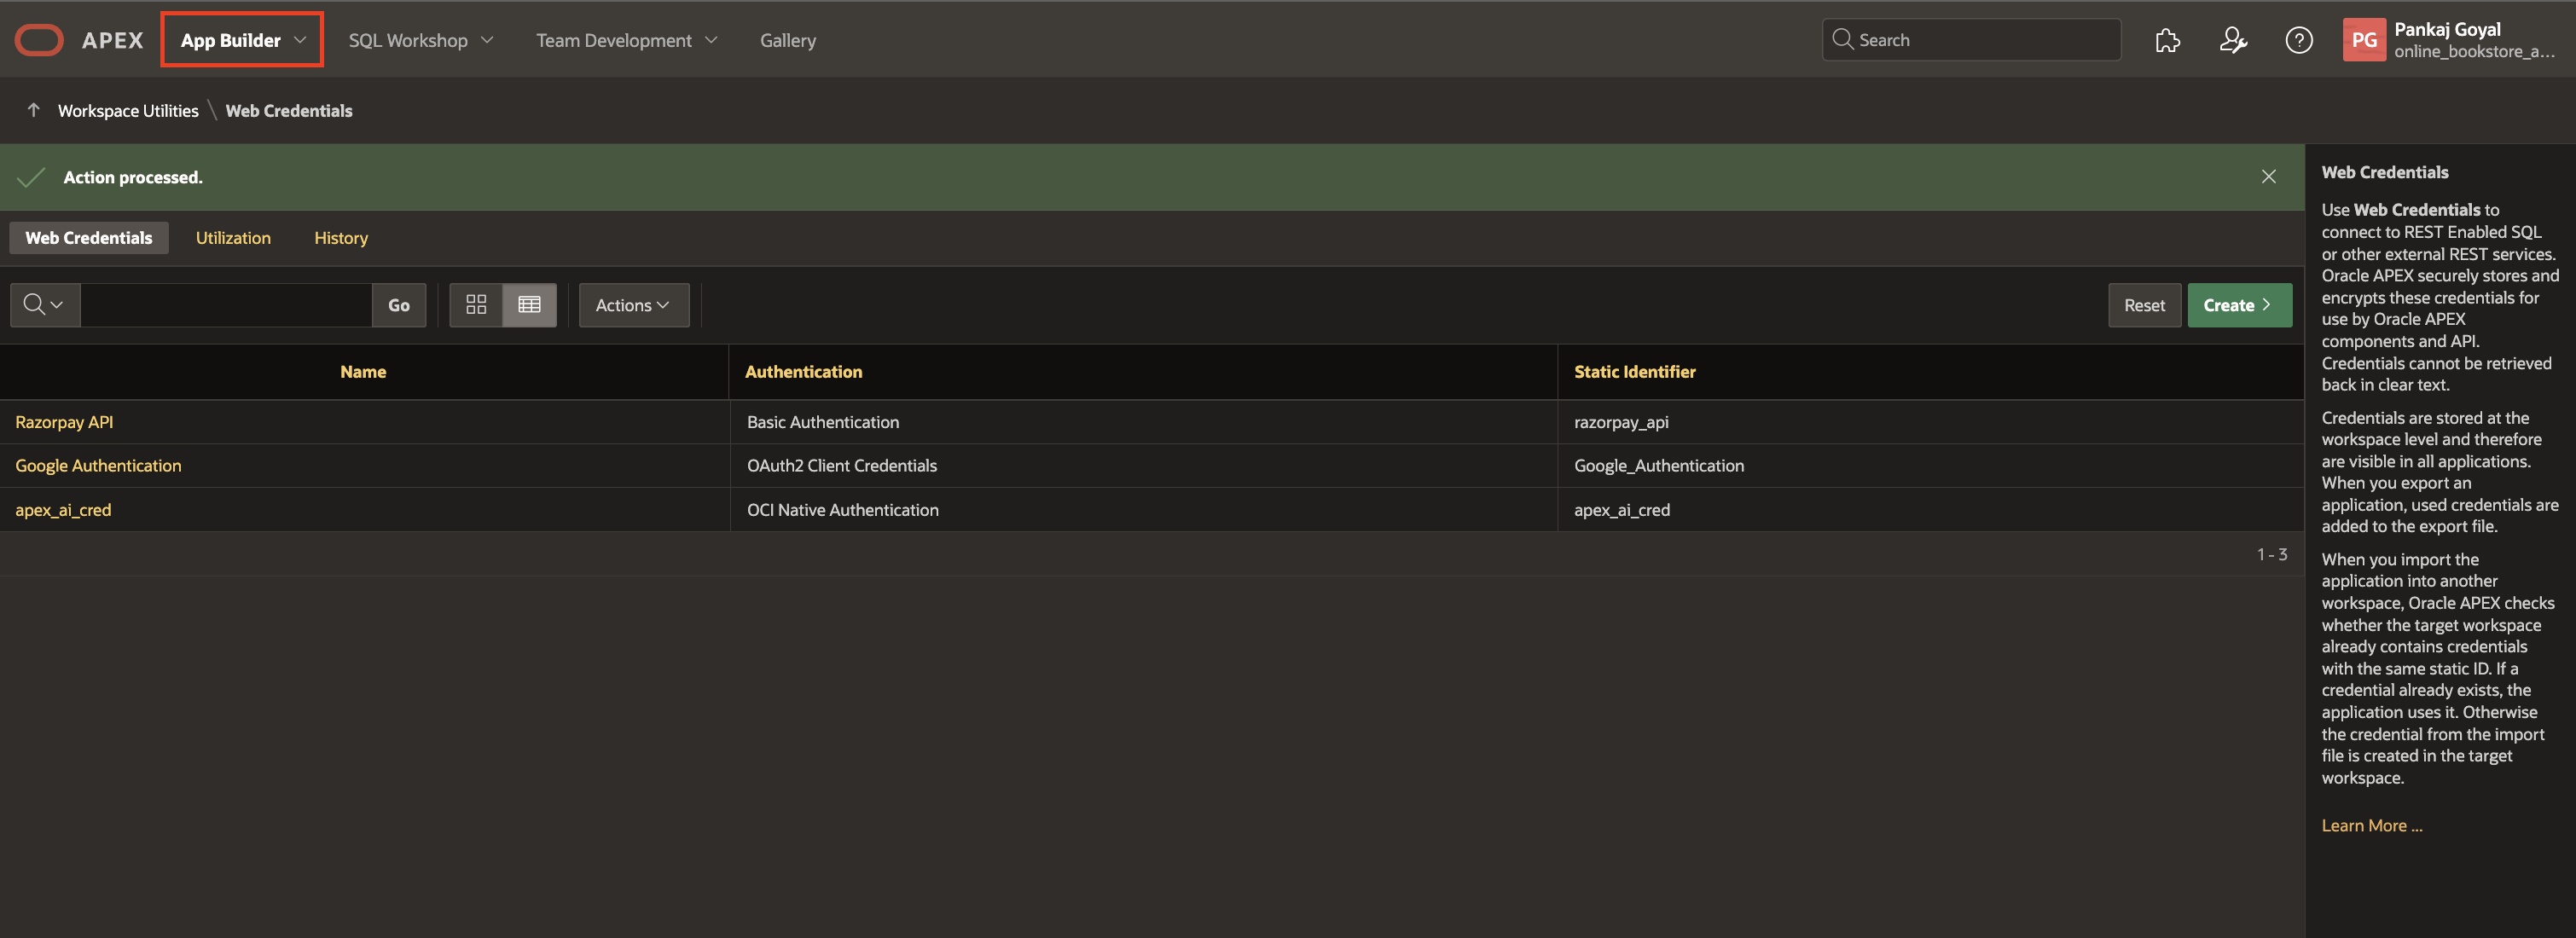 APEX App Builder SQL Workshop Team Development Gallery Search PG Pankaj Goyal
online_bookstore_a...
Workspace Utilities \ Web Credentials
Action processed.
Web Credentials Utilization History
Go Actions Reset Create
Name Authentication Static Identifier
Razorpay API Basic Authentication razorpay_api
Google Authentication OAuth2 Client Credentials Google_Authentication
apex_ai_cred OCI Native Authentication apex_ai_cred
1 - 3
Web Credentials
Use Web Credentials to
connect to REST Enabled SQL
or other external REST services.
Oracle APEX securely stores and
encrypts these credentials for
use by Oracle APEX
components and API.
Credentials cannot be retrieved
back in clear text.
Credentials are stored at the
workspace level and therefore
are visible in all applications.
When you export an
application, used credentials are
added to the export file.
When you import the
application into another
workspace, Oracle APEX checks
whether the target workspace
already contains credentials
with the same static ID. If a
credential already exists, the
application uses it. Otherwise
the credential from the import
file is created in the target
workspace.
Learn More ...